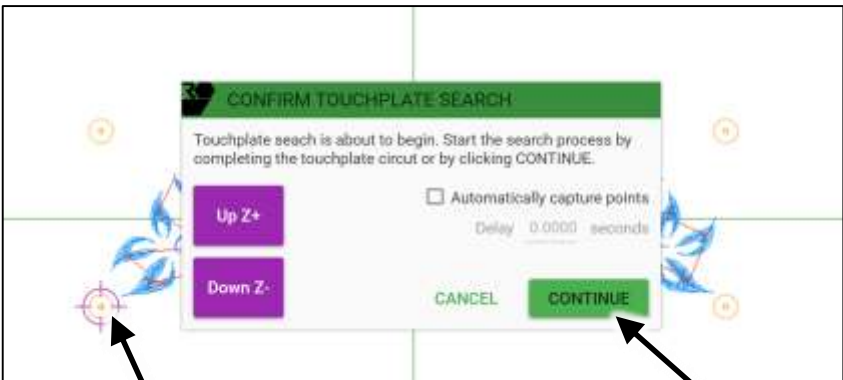 CONFIRM TOUCHPLATE SEARCH
Touchplate seach is about to begin. Start the search process by
completing the touchplate circut or by clicking CONTINUE.
Up Z+
Automatically capture points
Delay 0.0000 seconds
Down Z-
CANCEL
CONTINUE